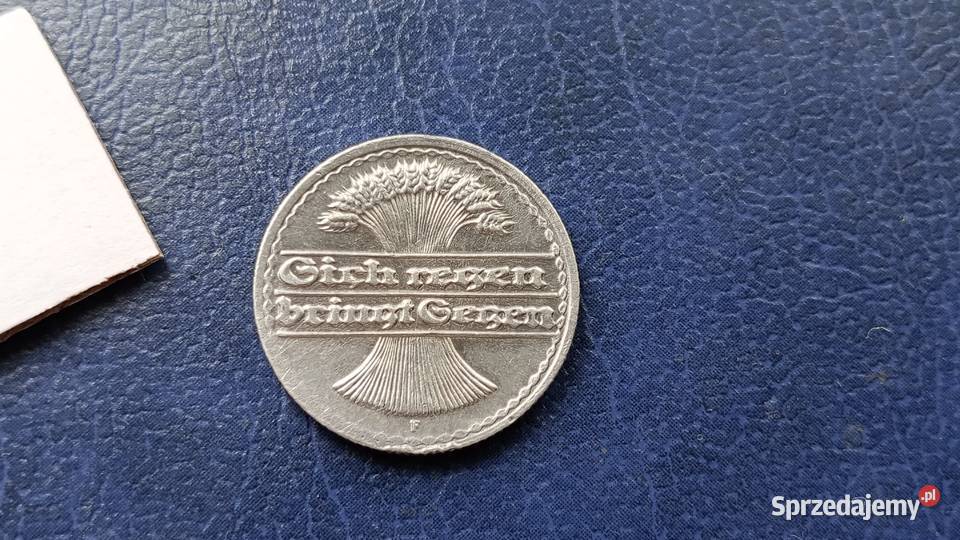 Sich regen
bringt Segen
F
Sprzedajemy.pl